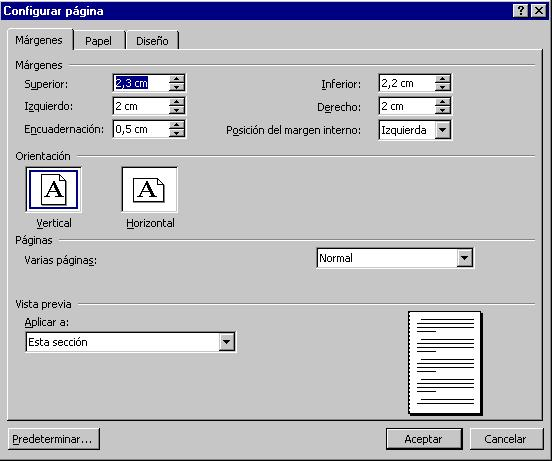 Configurar página
Márgenes Papel Diseño
Márgenes
Superior: 2,3 cm Inferior: 2,2 cm
Izquierdo: 2 cm Derecho: 2 cm
Encuadernación: 0,5 cm Posición del margen interno: Izquierda
Orientación
A A
Vertical Horizontal
Páginas
Varias páginas: Normal
Vista previa
Aplicar a:
Esta sección
Predeterminar... Aceptar Cancelar